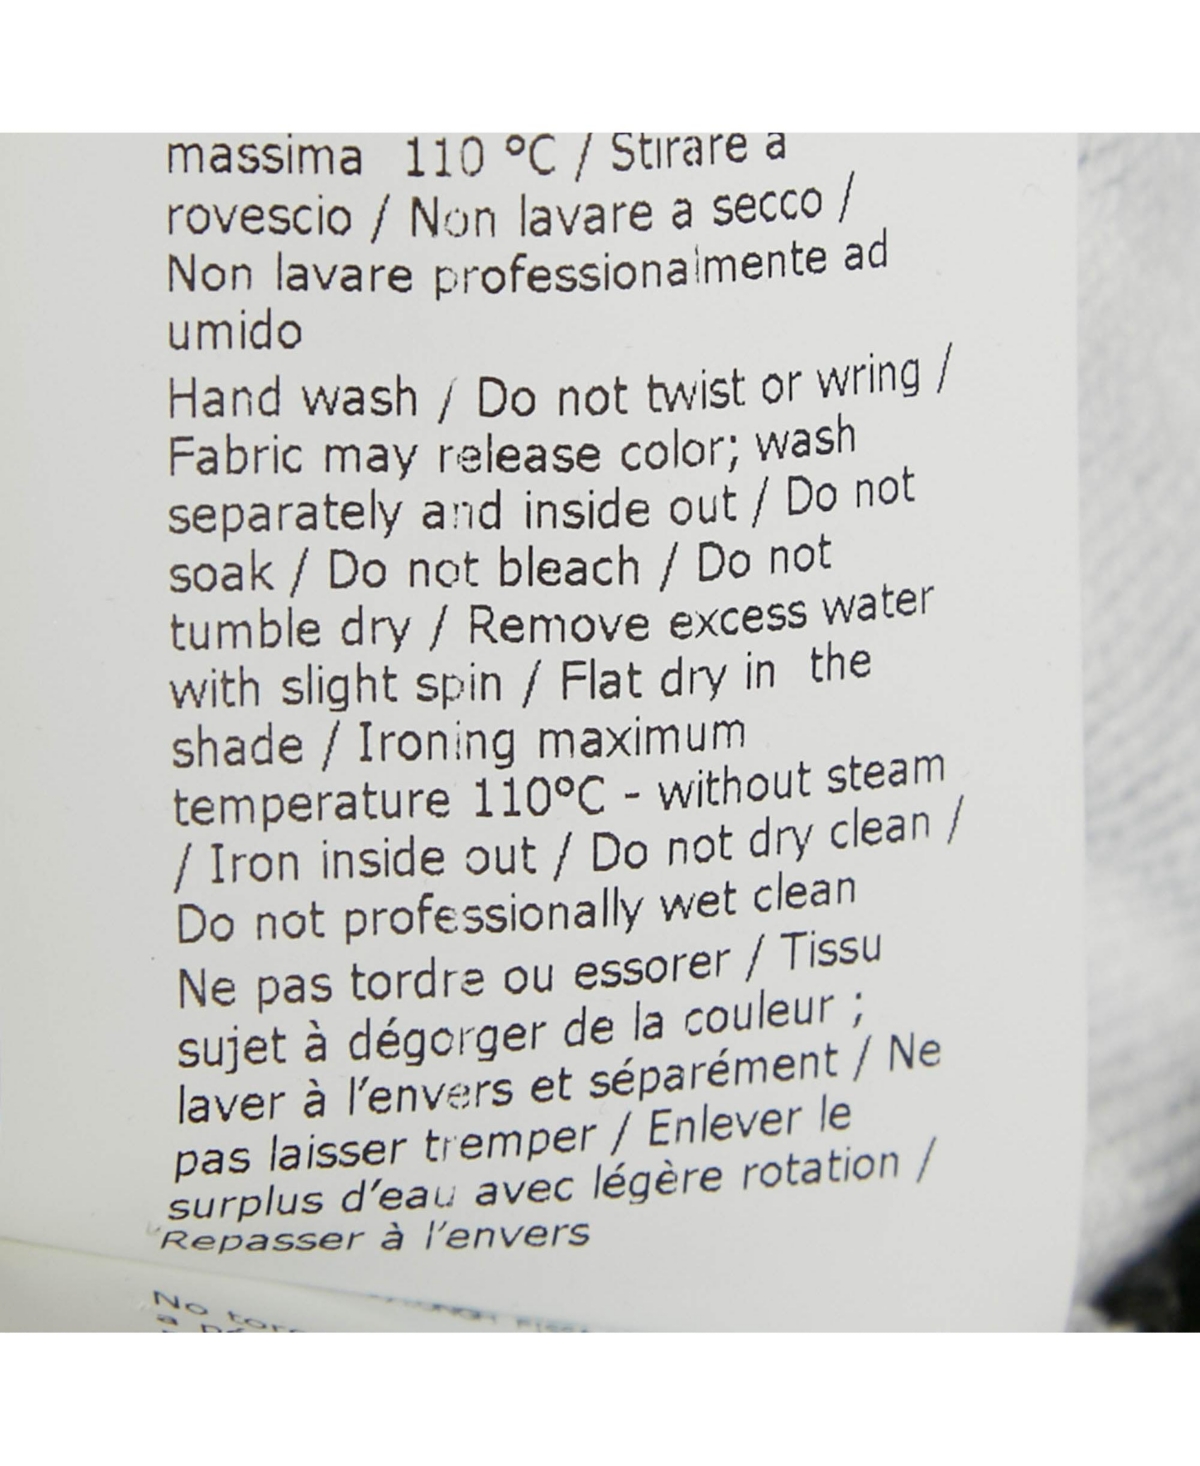 massima 110 °C / Stirare a
rovescio / Non lavare a secco /
Non lavare professionalmente ad
umido
Hand wash / Do not twist or wring /
Fabric may release color; wash
separately and inside out / Do not
soak / Do not bleach / Do not
tumble dry / Remove excess water
with slight spin / Flat dry in the
shade / Ironing maximum
temperature 110°C - without steam
/ Iron inside out / Do not dry clean /
Do not professionally wet clean
Ne pas tordre ou essorer / Tissu
sujet à dégorger de la couleur ;
laver à l'envers et séparément / Ne
pas laisser tremper / Enlever le
surplus d'eau avec légère rotation /
Repasser à l'envers
No